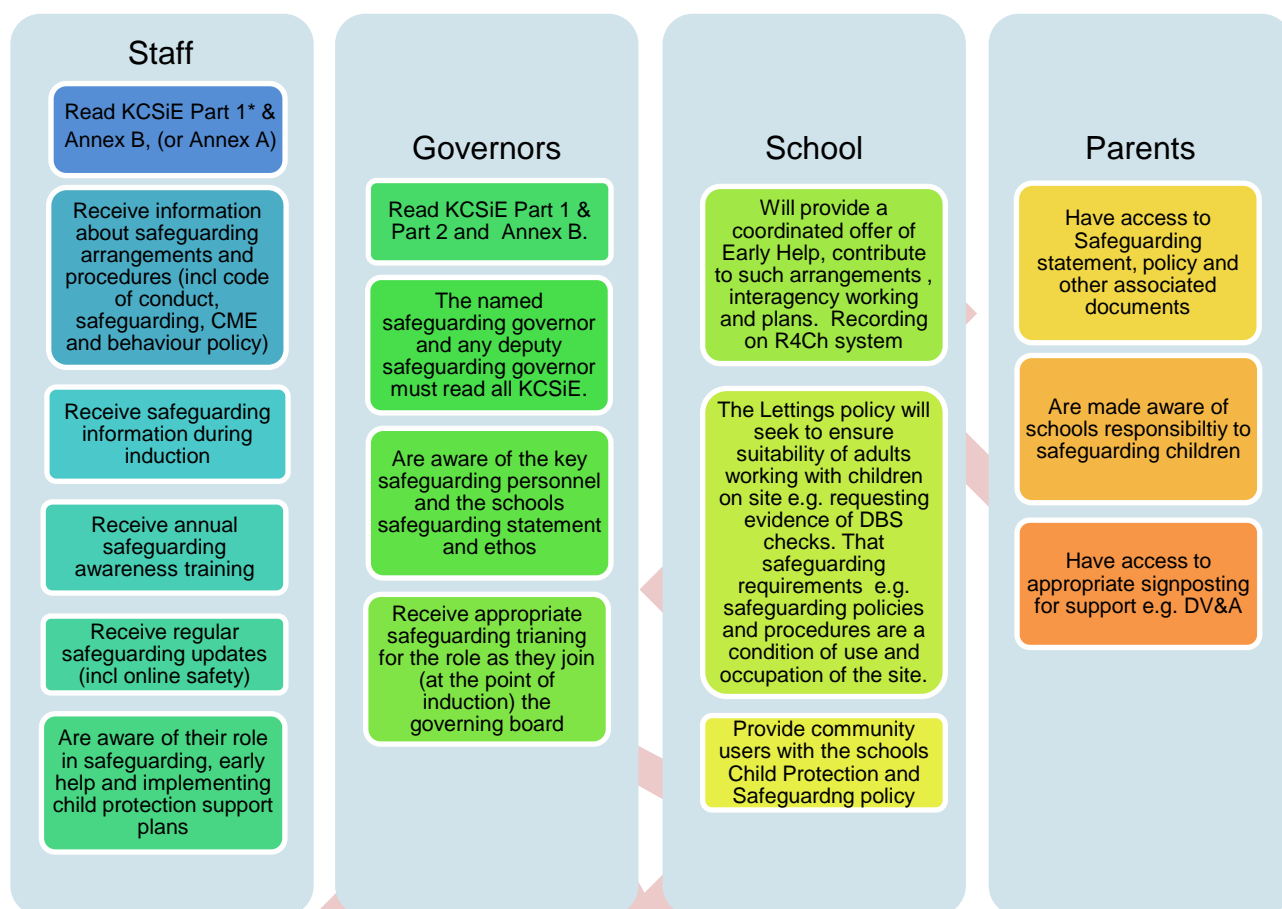 Staff
Read KCSiE Part 1* &
Annex B, (or Annex A)
Receive information
about safeguarding
arrangements and
procedures (incl code
of conduct,
safeguarding, CME
and behaviour policy)
Receive safeguarding
information during
induction
Receive annual
safeguarding
awareness training
Receive regular
safeguarding updates
(incl online safety)
Are aware of their role
in safeguarding, early
help and implementing
child protection support
plans
Governors
Read KCSiE Part 1 &
Part 2 and Annex B.
The named
safeguarding governor
and any deputy
safeguarding governor
must read all KCSiE.
Are aware of the key
safeguarding personnel
and the schools
safeguarding statement
and ethos
Receive appropriate
safeguarding trianing
for the role as they join
(at the point of
induction) the
governing board
School
Will provide a
coordinated offer of
Early Help, contribute
to such arrangements ,
interagency working
and plans. Recording
on R4Ch system
The Lettings policy will
seek to ensure
suitability of adults
working with children
on site e.g. requesting
evidence of DBS
checks. That
safeguarding
requirements e.g.
safeguarding policies
and procedures are a
condition of use and
occupation of the site.
Provide community
users with the schools
Child Protection and
Safeguardng policy
Parents
Have access to
Safeguarding
statement, policy and
other associated
documents
Are made aware of
schools responsibiltiy to
safeguarding children
Have access to
appropriate signposting
for support e.g. DV&A